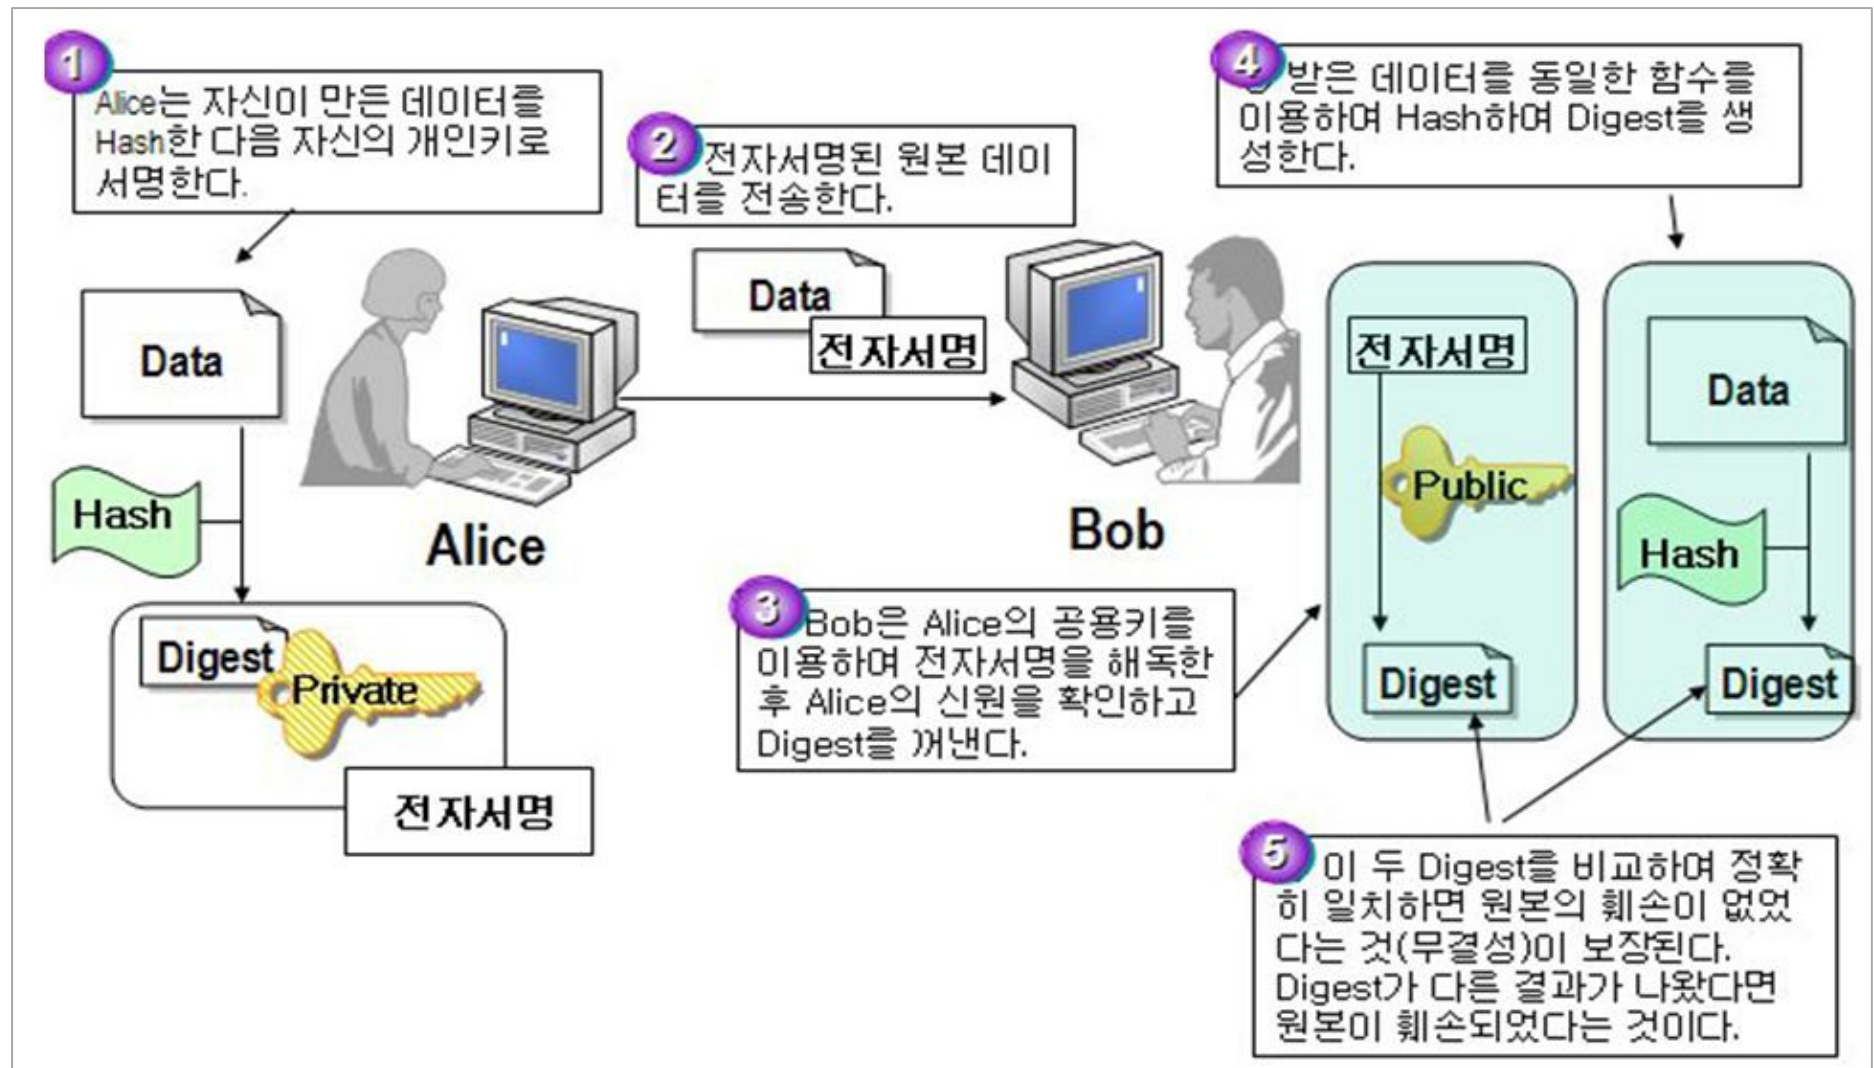 1
Alice는 자신이 만든 데이터를
Hash한 다음 자신의 개인키로
서명한다.
2
전자서명된 원본 데이
터를 전송한다.
4
받은 데이터를 동일한 함수를
이용하여 Hash하여 Digest를 생
성한다.
Data
Hash
Digest
Private
전자서명
Alice
Data
전자서명
Bob
3
Bob은 Alice의 공용키를
이용하여 전자서명을 해독한
후 Alice의 신원을 확인하고
Digest를 꺼낸다.
전자서명
Public
Digest
Data
Hash
Digest
5
이 두 Digest를 비교하여 정확
히 일치하면 원본의 훼손이 없었
다는 것(무결성)이 보장된다.
Digest가 다른 결과가 나왔다면
원본이 훼손되었다는 것이다.